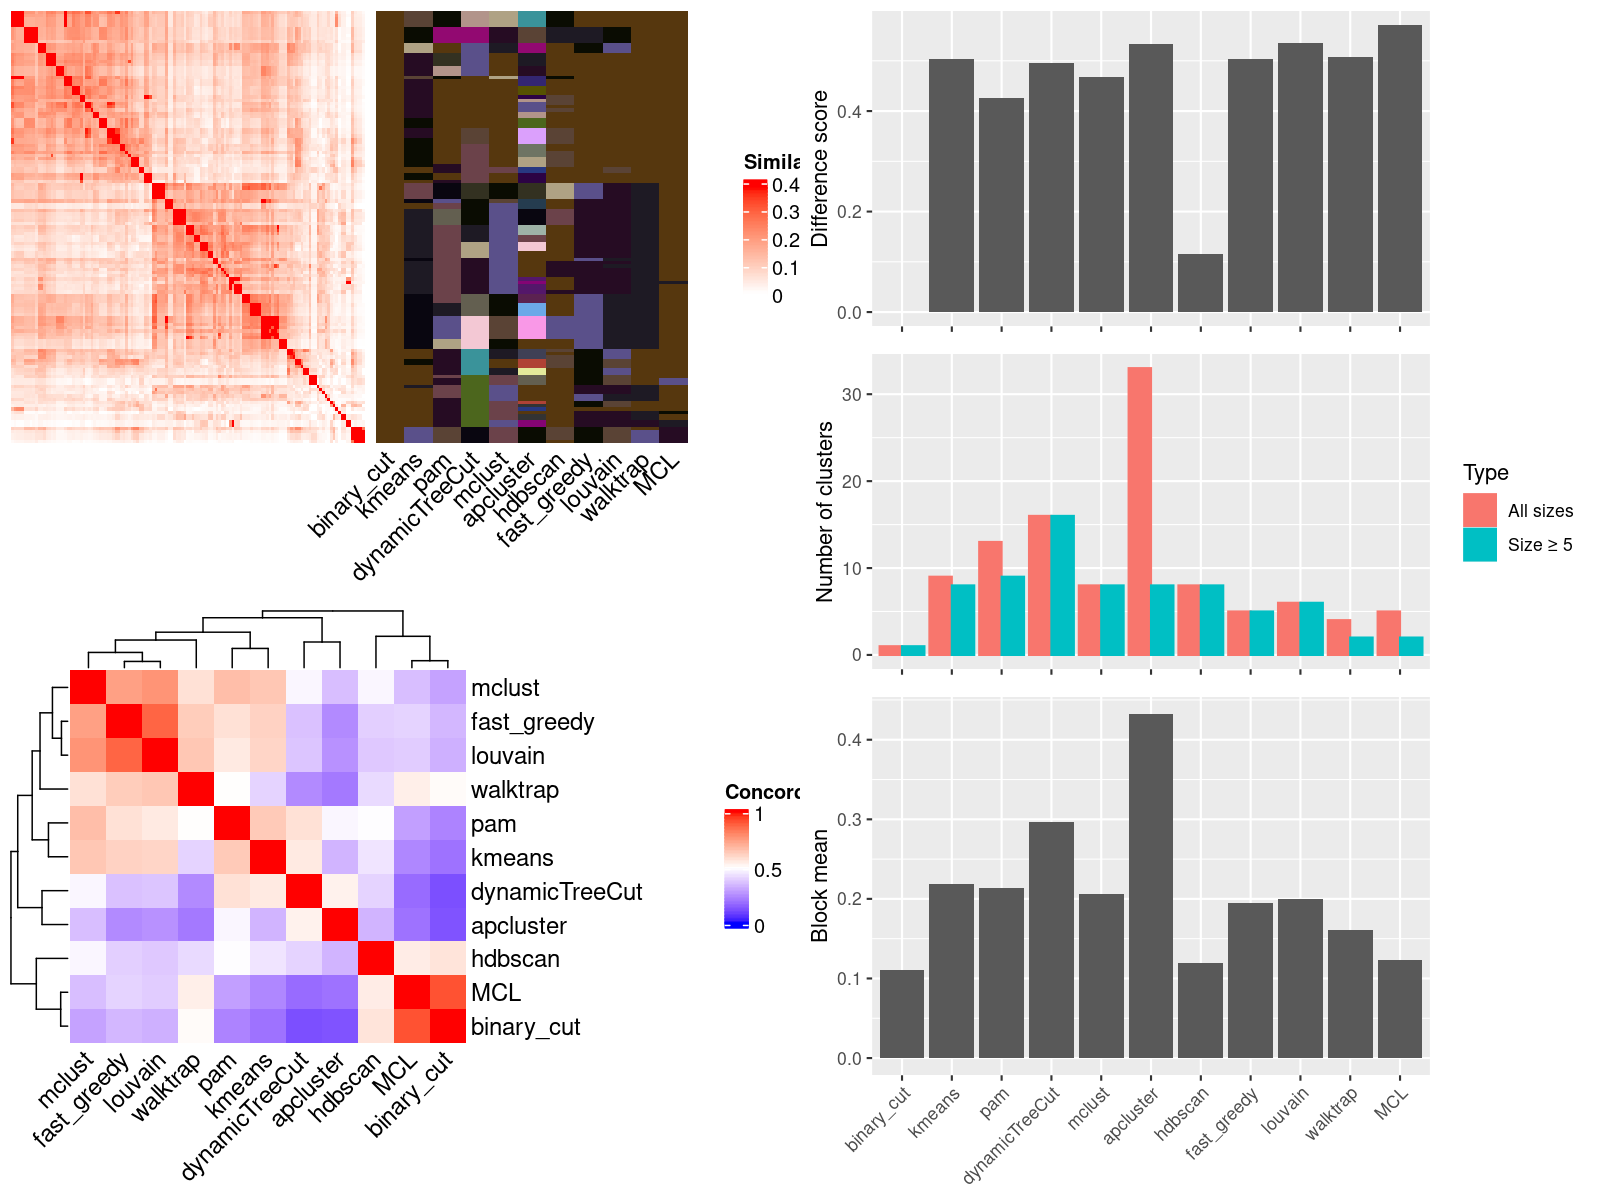 Simila
0.4
0.3
0.2
0.1
0
binary_cut
kmeans
pam
dynamicTreeCut
mclust
apcluster
hdbscan
fast_greedy
louvain
walktrap
MCL
mclust
fast_greedy
louvain
walktrap
pam
kmeans
dynamicTreeCut
apcluster
hdbscan
MCL
binary_cut
mclust
fast_greedy
louvain
walktrap
pam
kmeans
dynamicTreeCut
apcluster
hdbscan
MCL
binary_cut
Concord
1
0.5
0
Difference score
0.4
0.2
0.0
Number of clusters
30
20
10
0
Type
All sizes
Size ≥ 5
Block mean
0.4
0.3
0.2
0.1
0.0
binary_cut
kmeans
pam
dynamicTreeCut
mclust
apcluster
hdbscan
fast_greedy
louvain
walktrap
MCL